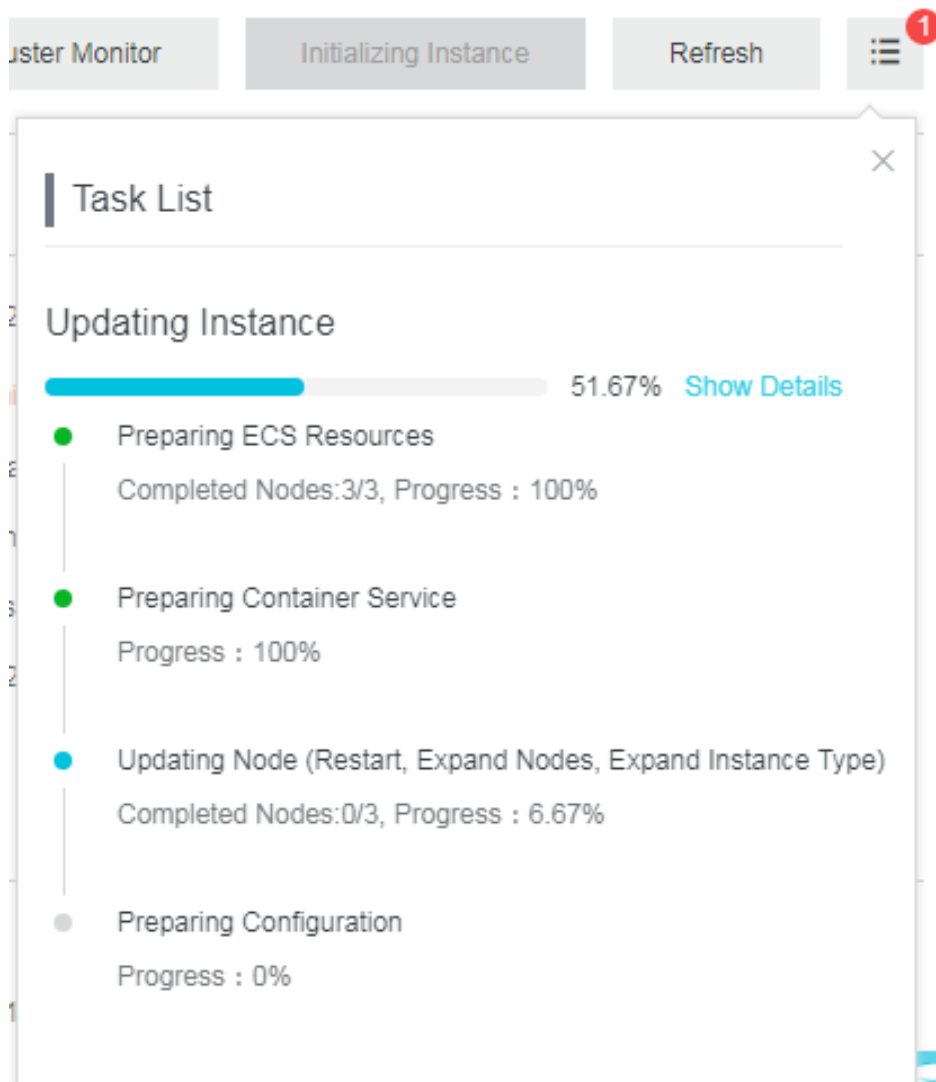 Monitor
Initializing Instance
Refresh
1
Task List
Updating Instance
51.67% Show Details
Preparing ECS Resources
Completed Nodes:3/3, Progress：100%
Preparing Container Service
Progress：100%
Updating Node (Restart, Expand Nodes, Expand Instance Type)
Completed Nodes:0/3, Progress：6.67%
Preparing Configuration
Progress：0%